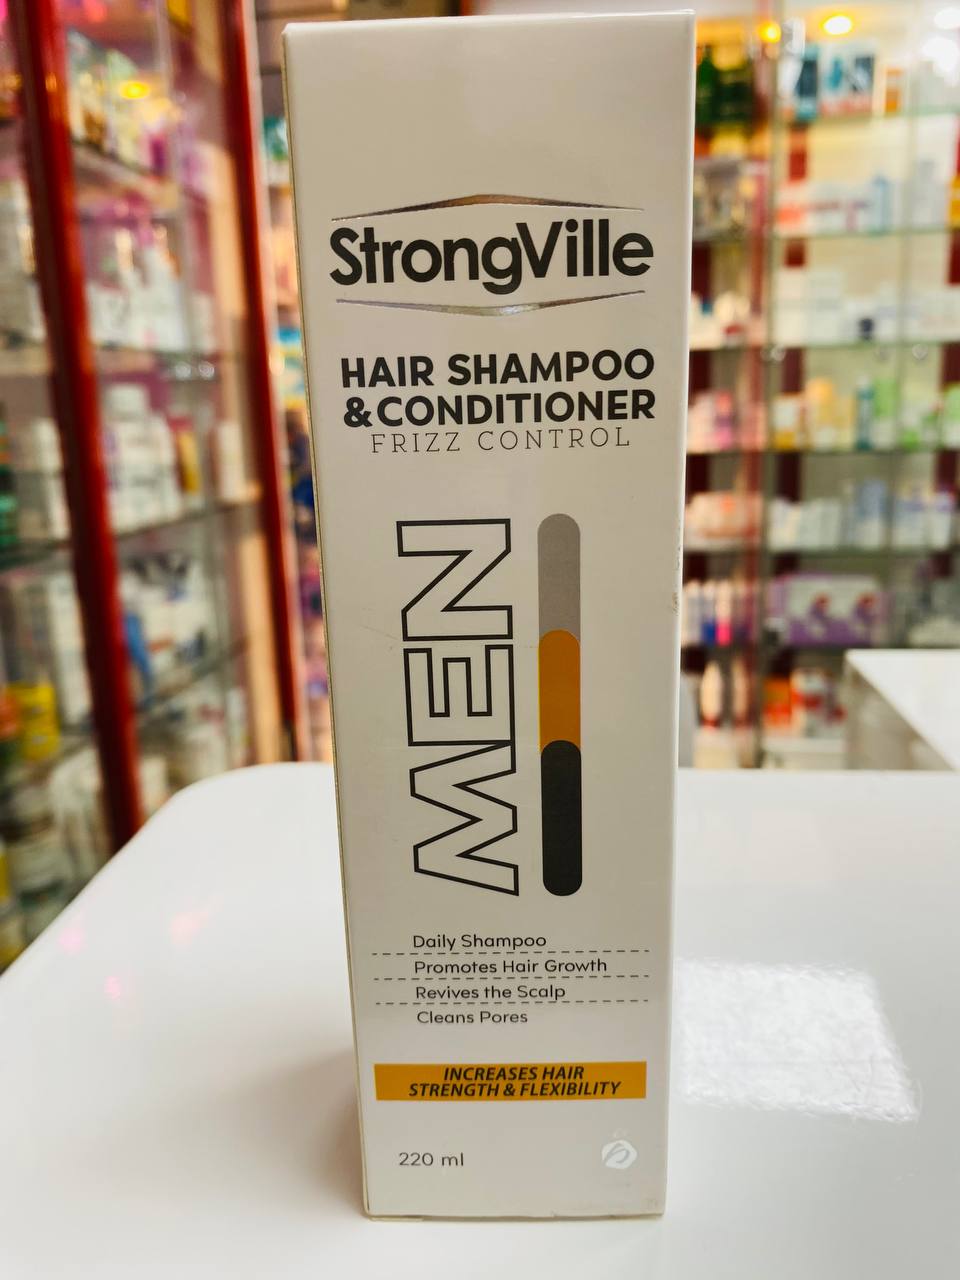 StrongVille
HAIR SHAMPOO
& CONDITIONER
FRIZZ CONTROL
MEN
Daily Shampoo
Promotes Hair Growth
Revives the Scalp
Cleans Pores
INCREASES HAIR
STRENGTH & FLEXIBILITY
220 ml